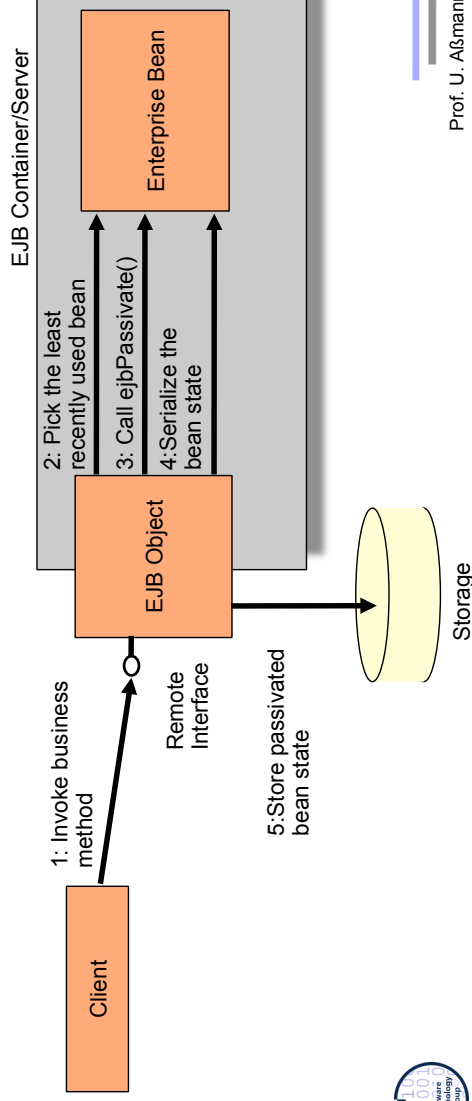 EJB Container/Server
Client
1: Invoke business
method
Remote
Interface
EJB Object
2: Pick the least
recently used bean
3: Call ejbPassivate()
4:Serialize the
bean state
Enterprise Bean
5:Store passivated
bean state
Storage
Prof. U.